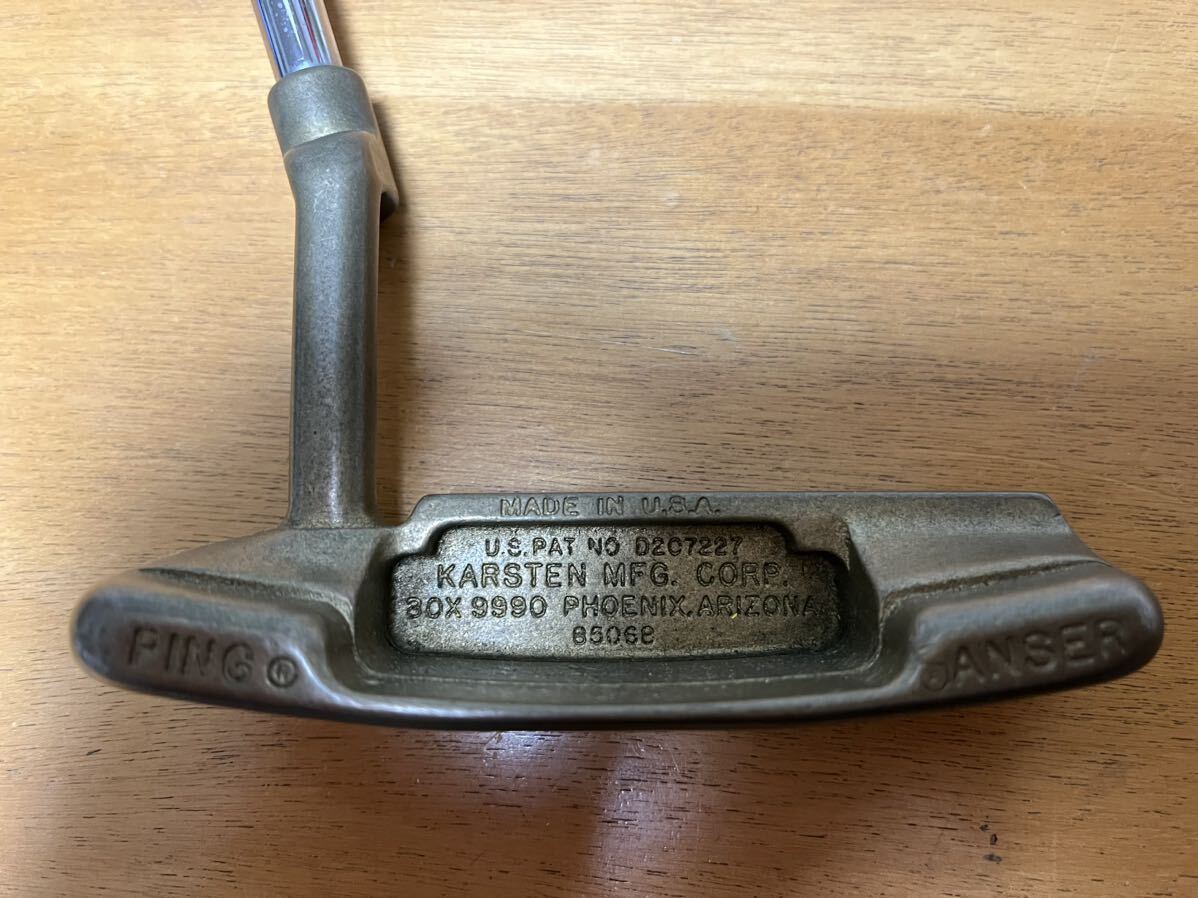 MADE IN U.S.A.
U.S. PAT NO D207227
KARSTEN MFG. CORP.
BOX 9990 PHOENIX, ARIZONA
85068
PING®
ANSER